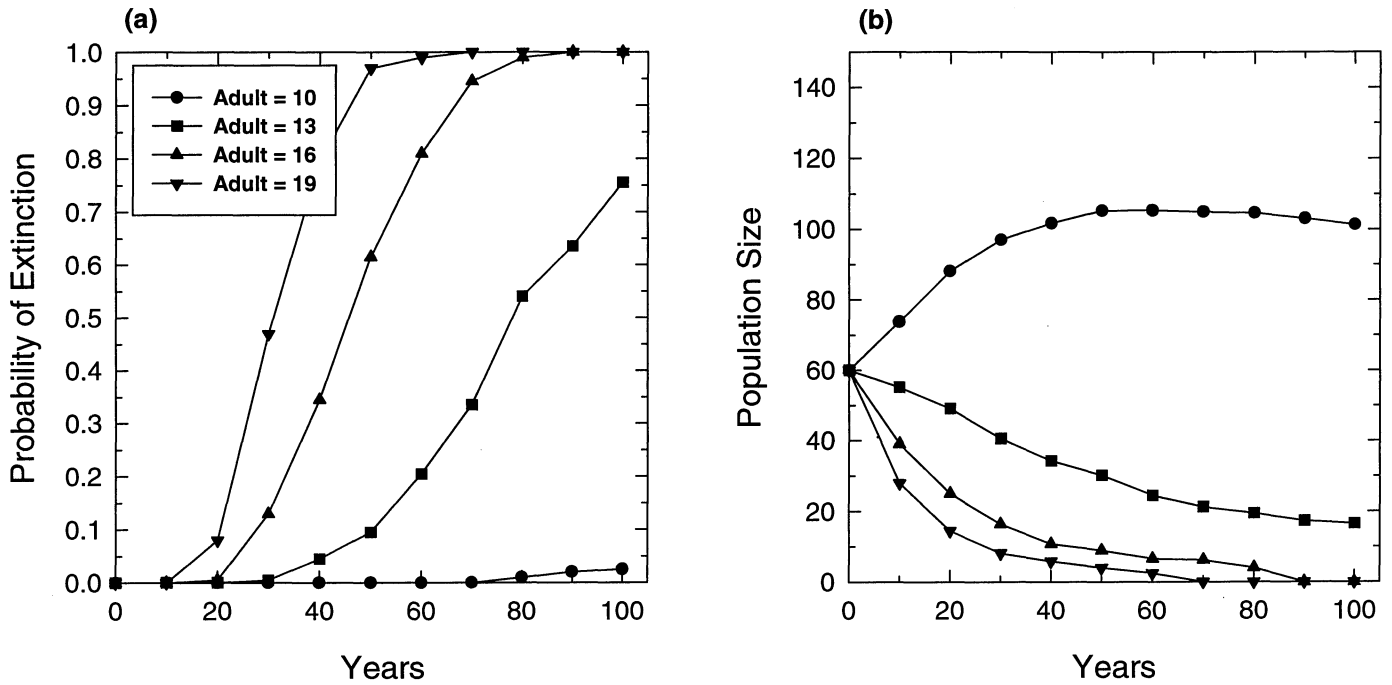 (a)
Probability of Extinction
1.0
0.9
0.8
0.7
0.6
0.5
0.4
0.3
0.2
0.1
0.0
Adult = 10
Adult = 13
Adult = 16
Adult = 19
0 20 40 60 80 100
Years
(b)
Population Size
140
120
100
80
60
40
20
0
0 20 40 60 80 100
Years